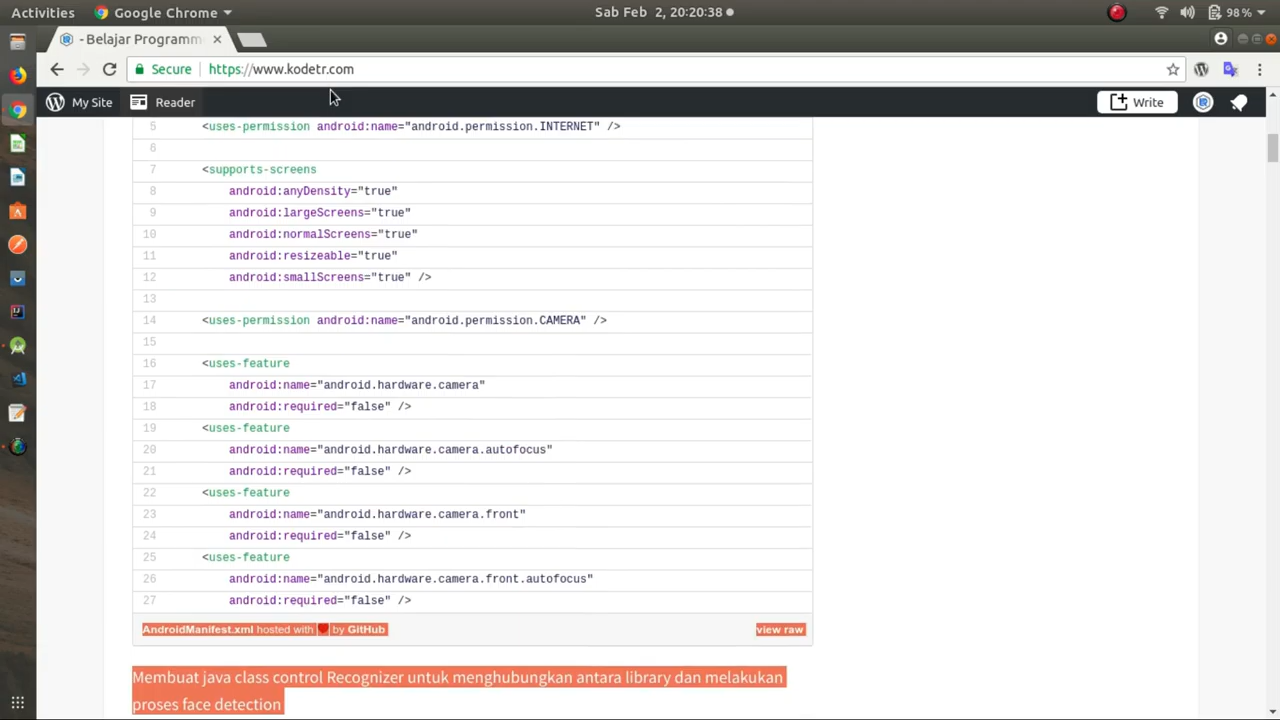 Activities Google Chrome Sab Feb 2, 20:20:38 98%
- Belajar Programm
Secure https://www.kodetr.com
My Site Reader Write
5 <uses-permission android:name="android.permission.INTERNET" />
6
7 <supports-screens
8 android:anyDensity="true"
9 android:largeScreens="true"
10 android:normalScreens="true"
11 android:resizeable="true"
12 android:smallScreens="true" />
13
14 <uses-permission android:name="android.permission.CAMERA" />
15
16 <uses-feature
17 android:name="android.hardware.camera"
18 android:required="false" />
19 <uses-feature
20 android:name="android.hardware.camera.autofocus"
21 android:required="false" />
22 <uses-feature
23 android:name="android.hardware.camera.front"
24 android:required="false" />
25 <uses-feature
26 android:name="android.hardware.camera.front.autofocus"
27 android:required="false" />
AndroidManifest.xml hosted with ❤ by GitHub view raw
Membuat java class control Recognizer untuk menghubungkan antara library dan melakukan
proses face detection